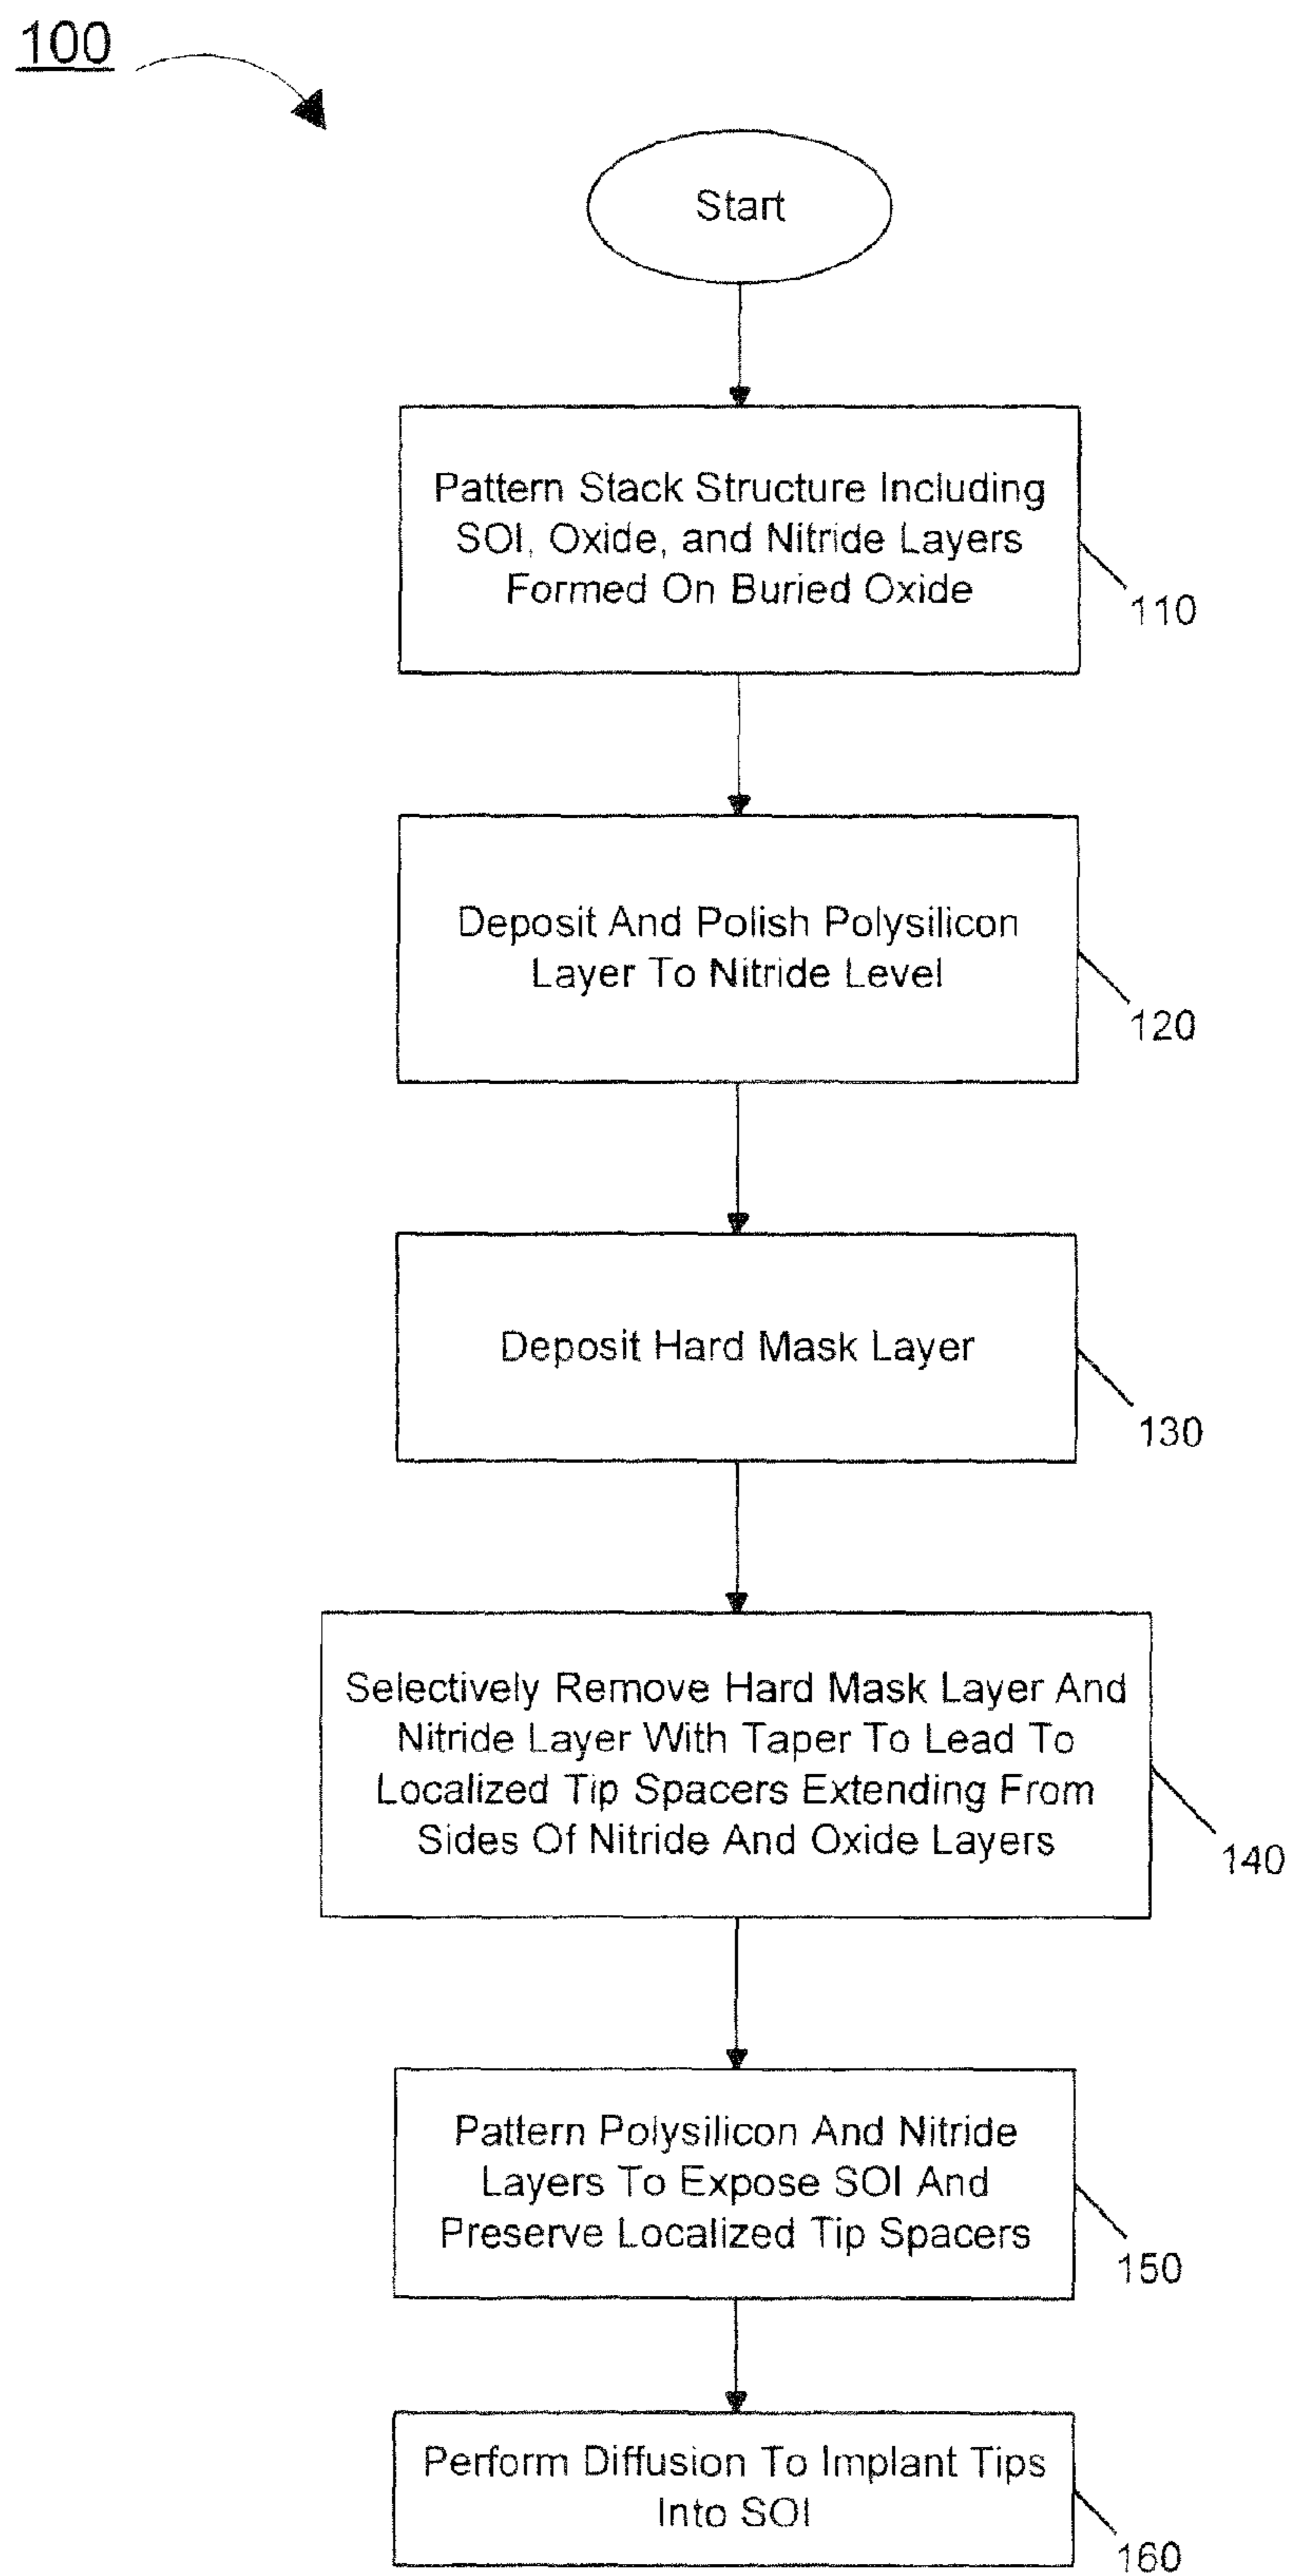 100
Start
Pattern Stack Structure Including
SOI, Oxide, and Nitride Layers
Formed On Buried Oxide
110
Deposit And Polish Polysilicon
Layer To Nitride Level
120
Deposit Hard Mask Layer
130
Selectively Remove Hard Mask Layer And
Nitride Layer With Taper To Lead To
Localized Tip Spacers Extending From
Sides Of Nitride And Oxide Layers
140
Pattern Polysilicon And Nitride
Layers To Expose SOI And
Preserve Localized Tip Spacers
150
Perform Diffusion To Implant Tips
Into SOI
160